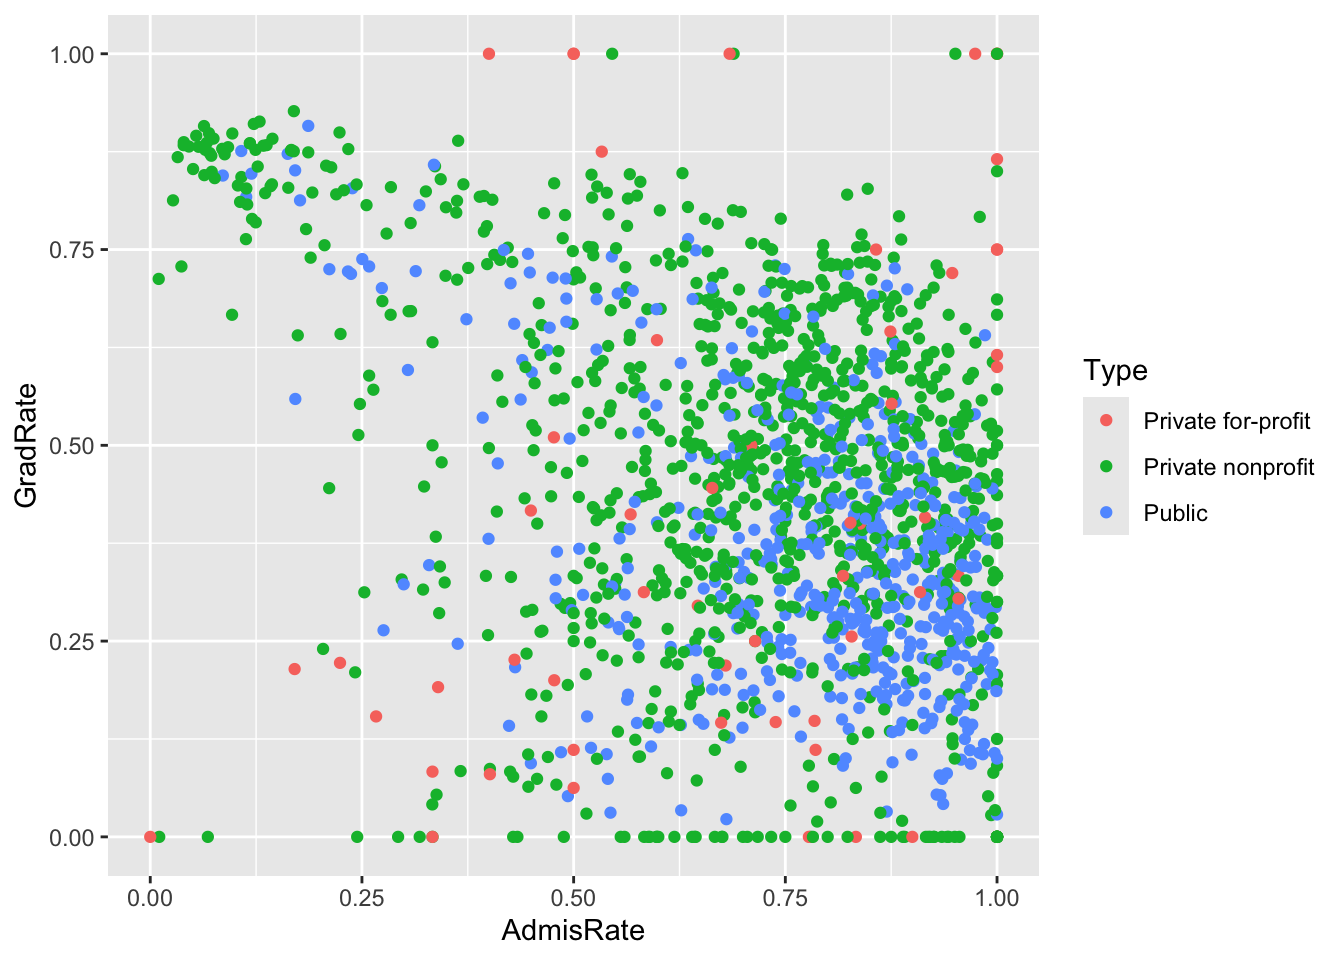 1.00
0.75
0.50
0.25
0.00
GradRate
0.00 0.25 0.50 0.75 1.00
AdmisRate
Type
Private for-profit
Private nonprofit
Public